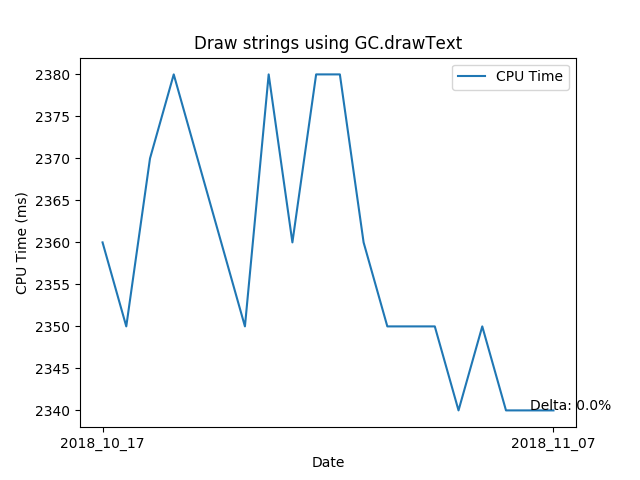 Draw strings using GC.drawText
CPU Time
2380
2375
2370
2365
2360
2355
2350
2345
2340
CPU Time (ms)
Delta: 0.0%
2018_10_17
2018_11_07
Date